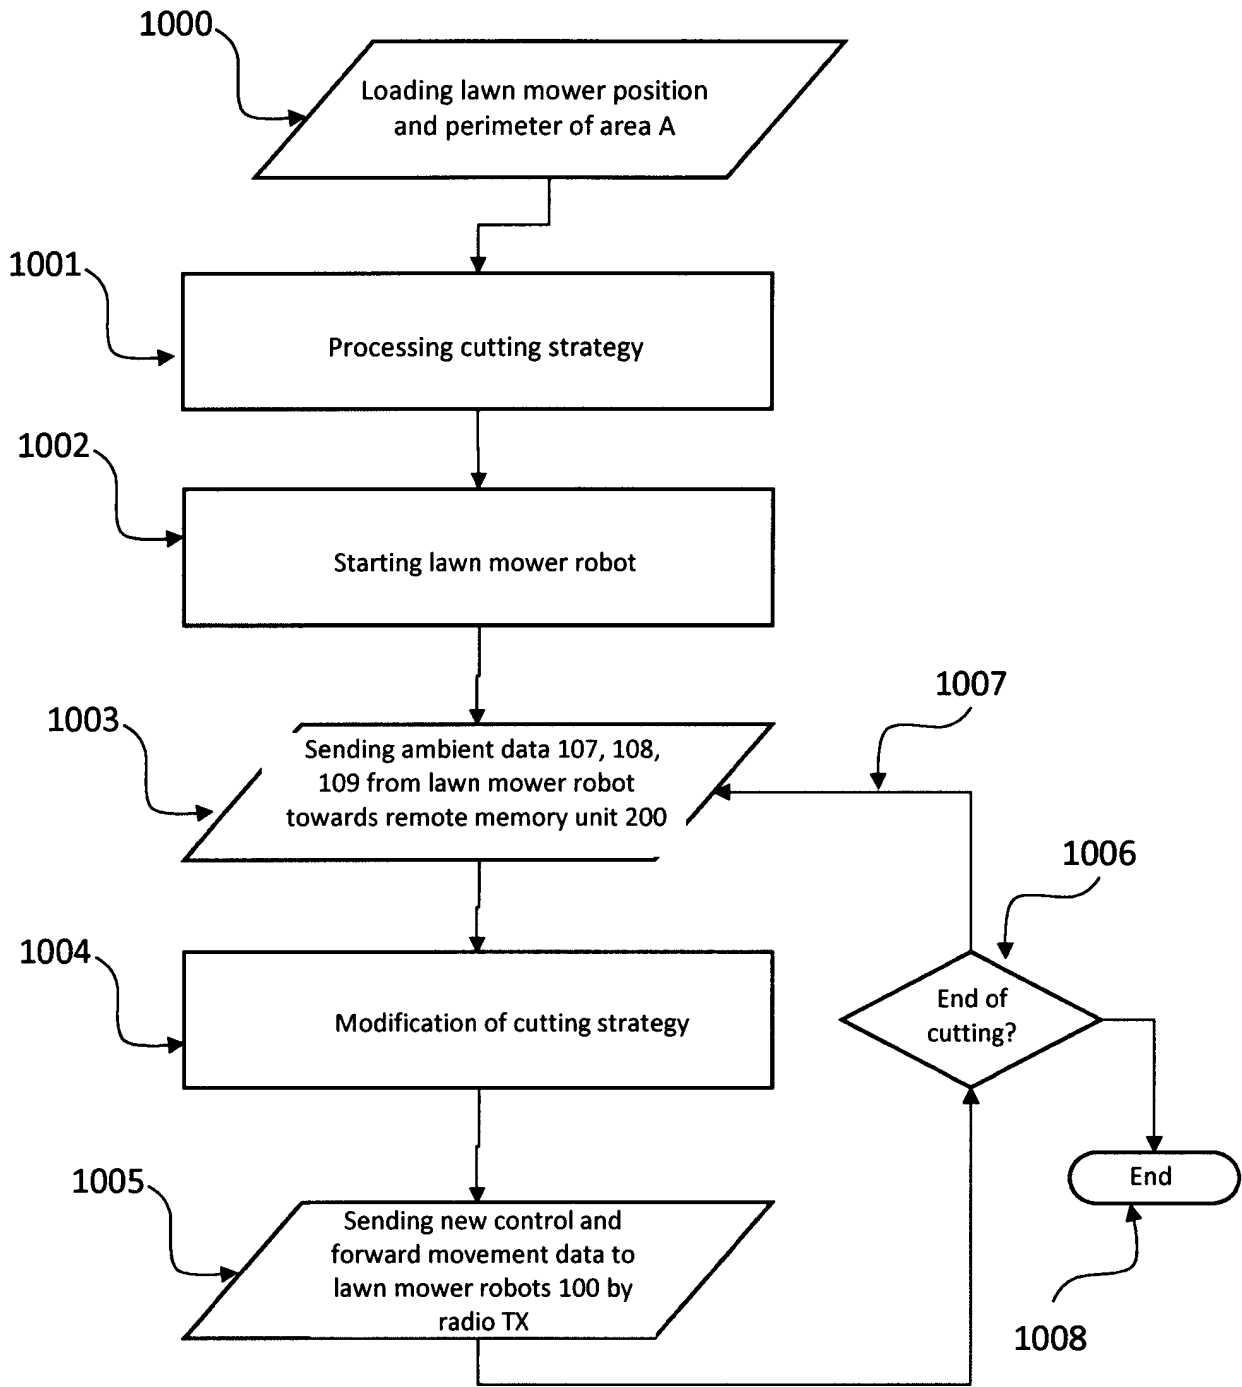 1000
Loading lawn mower position
and perimeter of area A
1001
Processing cutting strategy
1002
Starting lawn mower robot
1003
Sending ambient data 107, 108,
109 from lawn mower robot
towards remote memory unit 200
1007
1006
End of
cutting?
1004
Modification of cutting strategy
End
1008
1005
Sending new control and
forward movement data to
lawn mower robots 100 by
radio TX